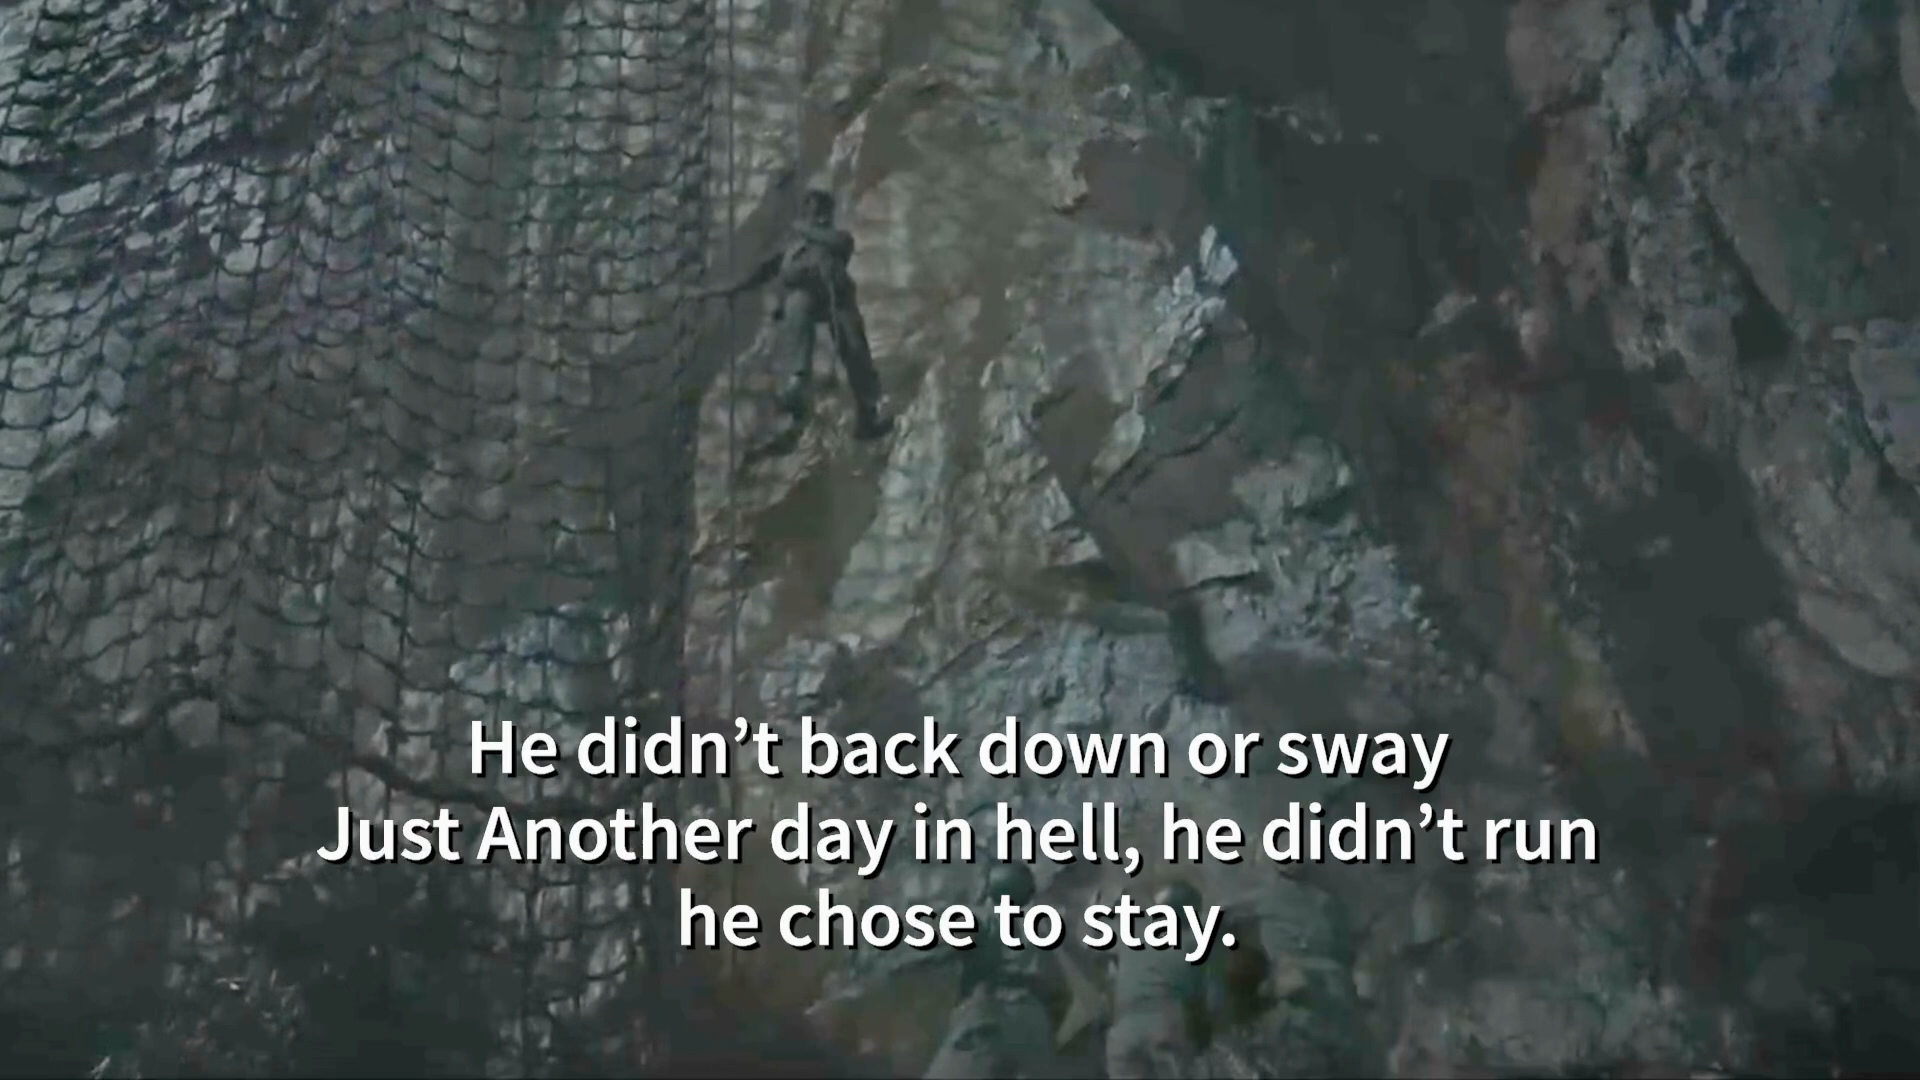 He didn’t back down or sway
Just Another day in hell, he didn’t run
he chose to stay.